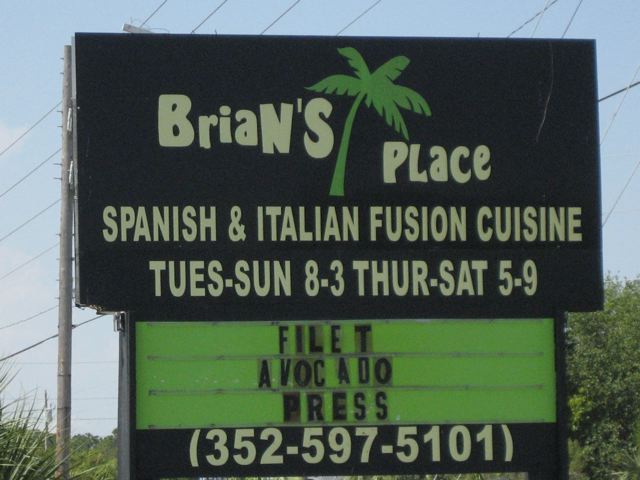 BriaN'S PLace
SPANISH & ITALIAN FUSION CUISINE
TUES-SUN 8-3 THUR-SAT 5-9
FILET
AVOCADO
PRESS
(352-597-5101)